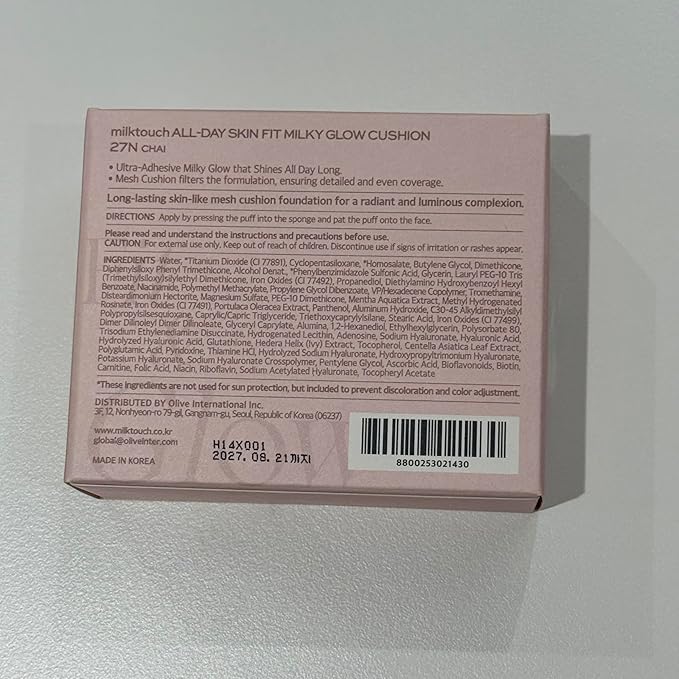 milktouch ALL-DAY SKIN FIT MILKY GLOW CUSHION
27N CHAI
• Ultra-Adhesive Milky Glow that Shines All Day Long.
• Mesh Cushion filters the formulation, ensuring detailed and even coverage.
Long-lasting skin-like mesh cushion foundation for a radiant and luminous complexion.
DIRECTIONS Apply by pressing the puff into the sponge and pat the puff onto the face.
Please read and understand the instructions and precautions before use.
CAUTION For external use only. Keep out of reach of children. Discontinue use if signs of irritation or rashes appear.
INGREDIENTS Water, *Titanium Dioxide (CI 77891), Cyclopentasiloxane, *Homosalate, Butylene Glycol, Dimethicone,
Diphenylsiloxy Phenyl Trimethicone, Alcohol Denat., *Phenylbenzimidazole Sulfonic Acid, Glycerin, Lauryl PEG-10 Tris
(Trimethylsiloxy)silylethyl Dimethicone, Iron Oxides (CI 77492), Propanediol, Diethylamino Hydroxybenzoyl Hexyl
Benzoate, Niacinamide, Polymethyl Methacrylate, Propylene Glycol Dibenzoate, VP/Hexadecene Copolymer, Tromethamine,
Disteardimonium Hectorite, Magnesium Sulfate, PEG-10 Dimethicone, Mentha Aquatica Extract, Methyl Hydrogenated
Rosinate, Iron Oxides (CI 77491), Portulaca Oleracea Extract, Panthenol, Aluminum Hydroxide, C30-45 Alkyldimethylsilyl
Polypropylsilsesquioxane, Caprylic/Capric Triglyceride, Triethoxycaprylylsilane, Stearic Acid, Iron Oxides (CI 77499),
Dimer Dilinoleyl Dimer Dilinoleate, Glyceryl Caprylate, Alumina, 1,2-Hexanediol, Ethylhexylglycerin, Polysorbate 80,
Trisodium Ethylenediamine Disuccinate, Hydrogenated Lecithin, Adenosine, Sodium Hyaluronate, Hyaluronic Acid,
Hydrolyzed Hyaluronic Acid, Glutathione, Hedera Helix (Ivy) Extract, Tocopherol, Centella Asiatica Leaf Extract,
Polyglutamic Acid, Pyridoxine, Thiamine HCl, Hydrolyzed Sodium Hyaluronate, Hydroxypropyltrimonium Hyaluronate,
Potassium Hyaluronate, Sodium Hyaluronate Crosspolymer, Pentylene Glycol, Ascorbic Acid, Bioflavonoids, Biotin,
Carnitine, Folic Acid, Niacin, Riboflavin, Sodium Acetylated Hyaluronate, Tocopheryl Acetate
*These ingredients are not used for sun protection, but included to prevent discoloration and color adjustment.
DISTRIBUTED BY Olive International Inc.
3F, 12, Nonhyeon-ro 79-gil, Gangnam-gu, Seoul, Republic of Korea (06237)
www.milktouch.co.kr
global@oliveinter.com
MADE IN KOREA
H14X001
2027. 08. 21까지
8800253021430